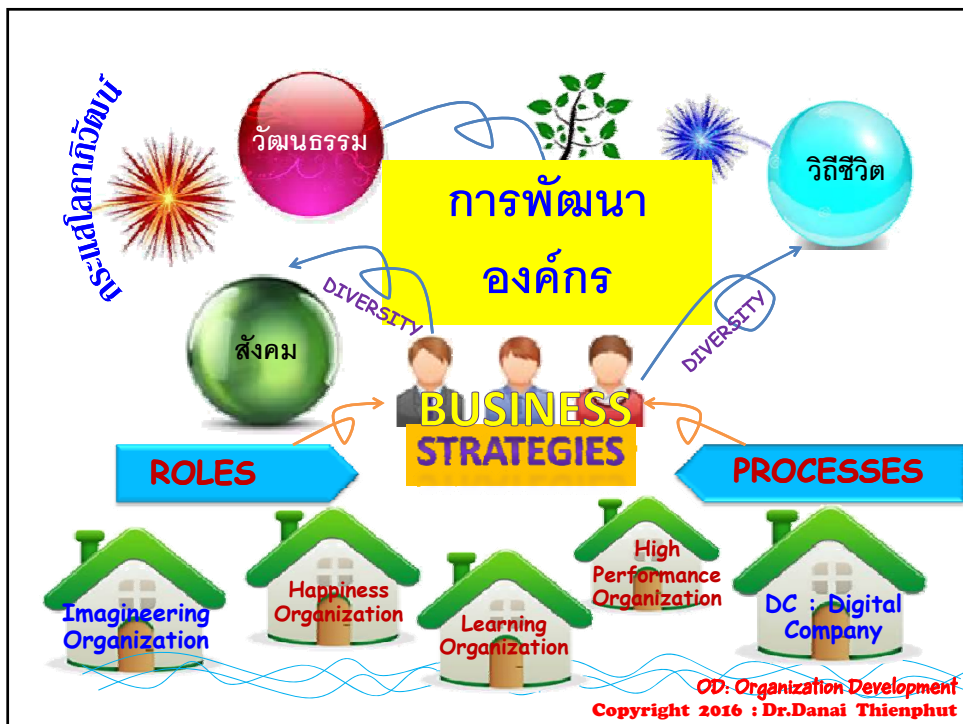 กระแสโลกาภิวัฒน์
วัฒนธรรม
วิถีชีวิต
การพัฒนา
องค์กร
DIVERSITY
DIVERSITY
สังคม
BUSINESS
STRATEGIES
ROLES
PROCESSES
Imagineering
Organization
Happiness
Organization
Learning
Organization
High
Performance
Organization
DC : Digital
Company
OD: Organization Development
Copyright 2016 : Dr.Danai Thienphut